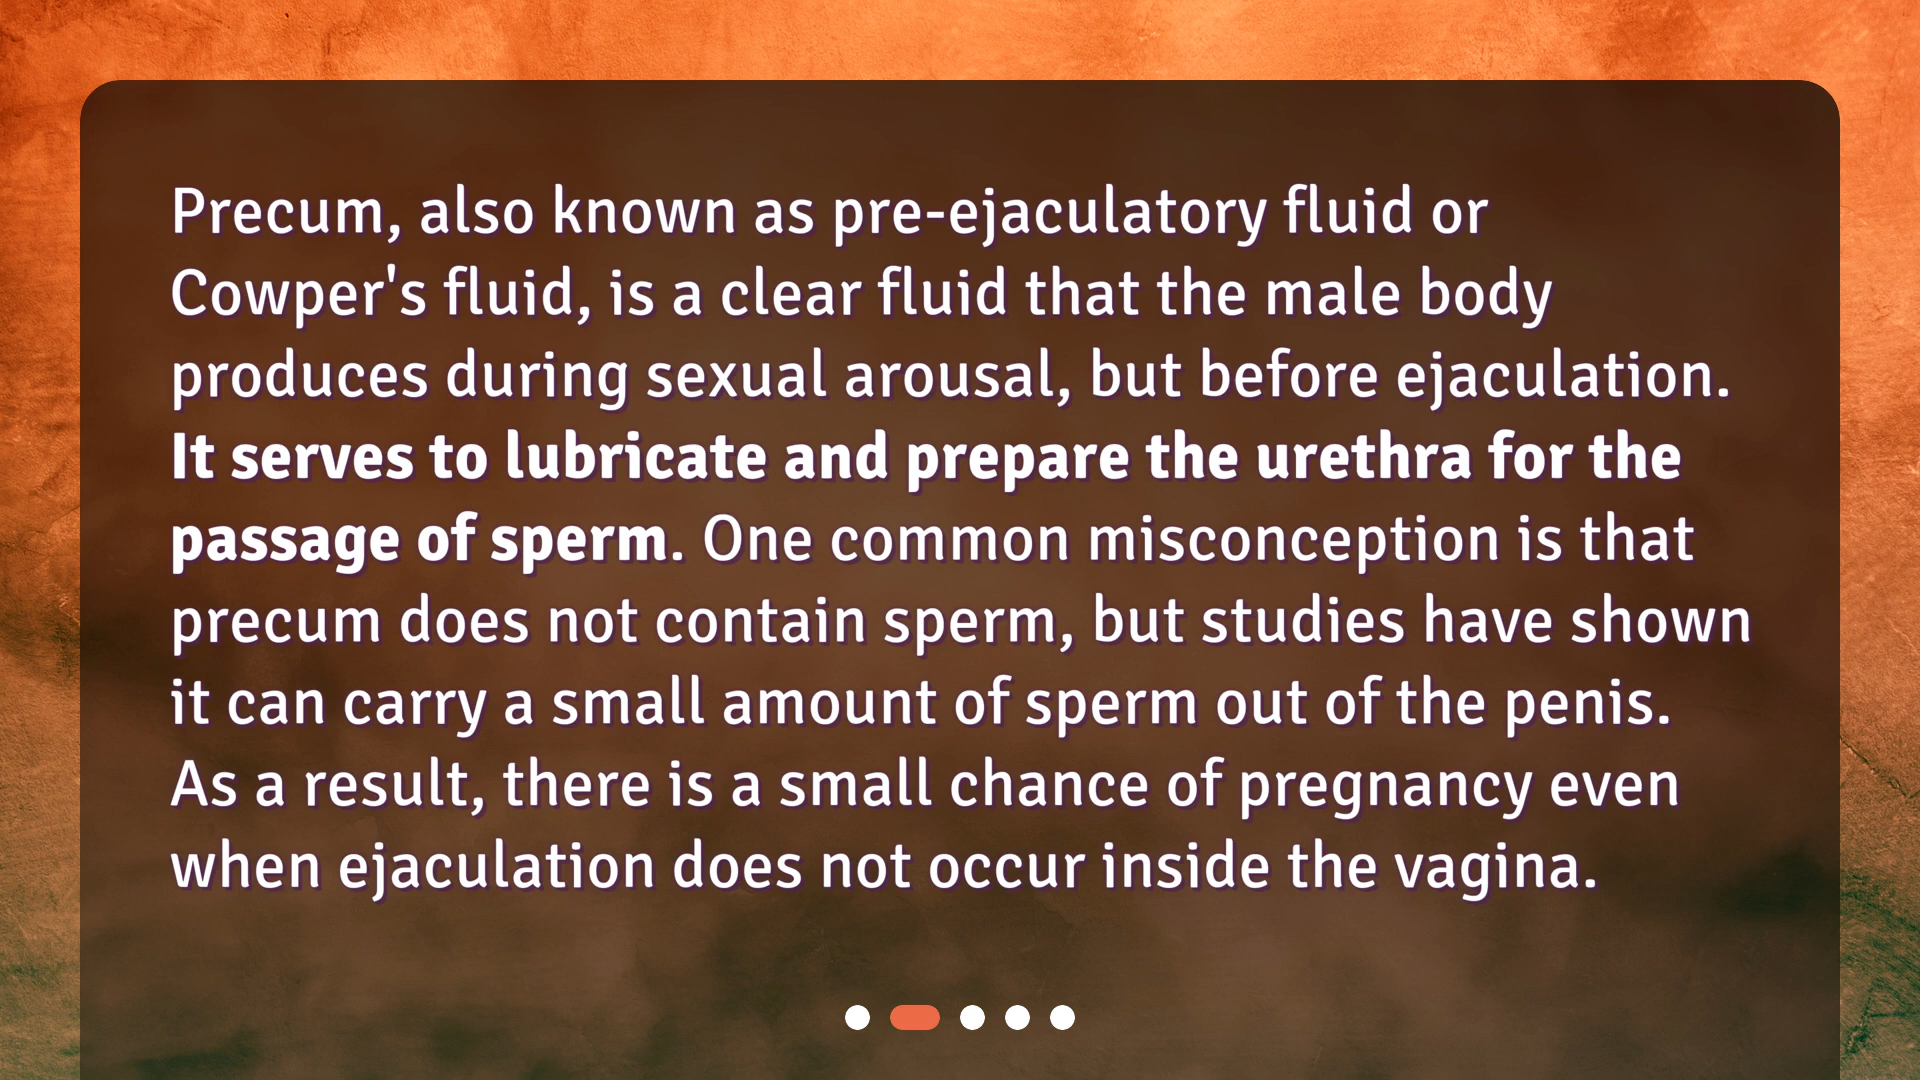 Precum, also known as pre-ejaculatory fluid or
Cowper's fluid, is a clear fluid that the male body
produces during sexual arousal, but before ejaculation.
It serves to lubricate and prepare the urethra for the
passage of sperm. One common misconception is that
precum does not contain sperm, but studies have shown
it can carry a small amount of sperm out of the penis.
As a result, there is a small chance of pregnancy even
when ejaculation does not occur inside the vagina.